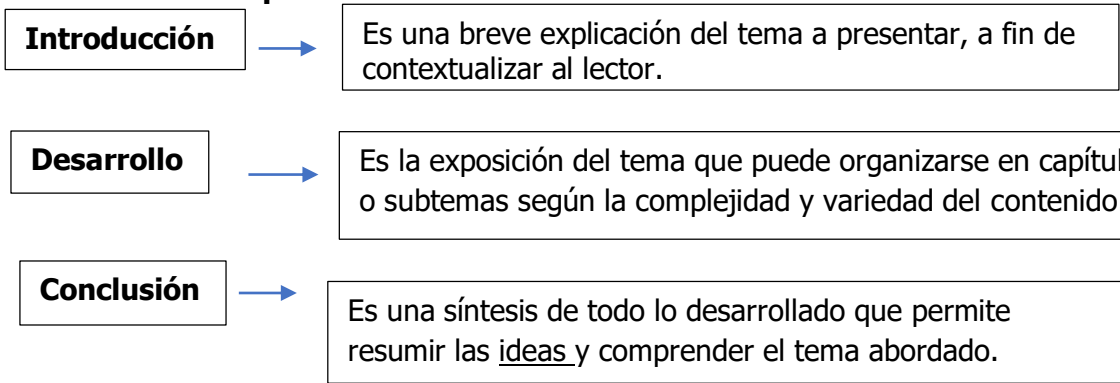 Introducción
Es una breve explicación del tema a presentar, a fin de
contextualizar al lector.
Desarrollo
Es la exposición del tema que puede organizarse en
o subtemas según la complejidad y variedad del contenido
Conclusión
Es una síntesis de todo lo desarrollado que permite
resumir las ideas y comprender el tema abordado.